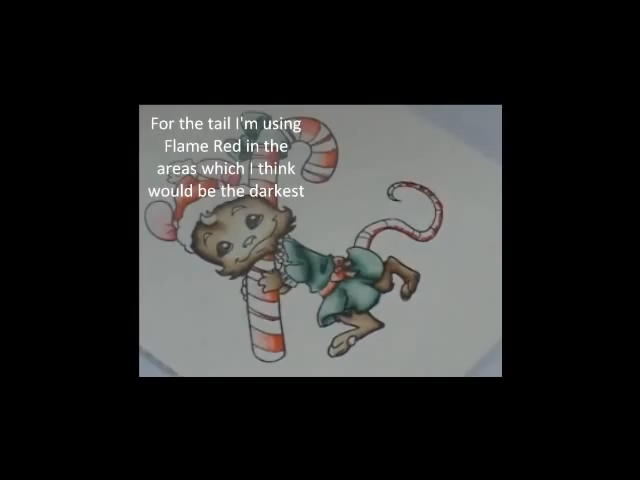 For the tail I'm using
Flame Red in the
areas which I think
would be the darkest